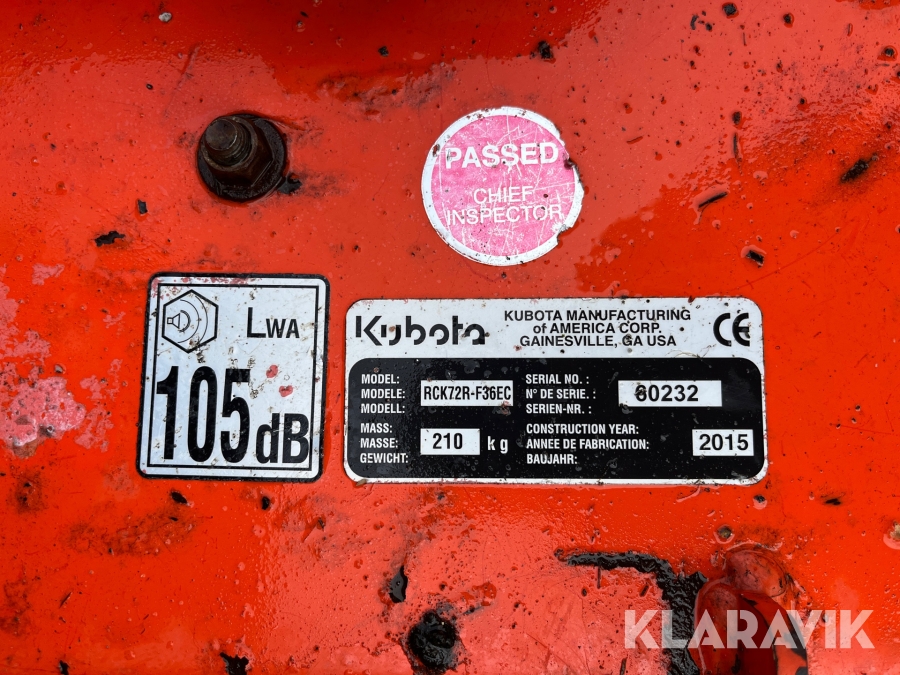 PASSED
CHIEF
INSPECTOR
LWA
105dB
Kubota
KUBOTA MANUFACTURING
of AMERICA CORP.
GAINESVILLE, GA USA
CE
MODEL:
MODELE:
MODELL:
RCK72R-F36EC
SERIAL NO. :
N° DE SERIE. :
SERIEN-NR. :
60232
MASS:
MASSE:
GEWICHT:
210 kg
CONSTRUCTION YEAR:
ANNEE DE FABRICATION:
BAUJAHR:
2015
KLARAVIK